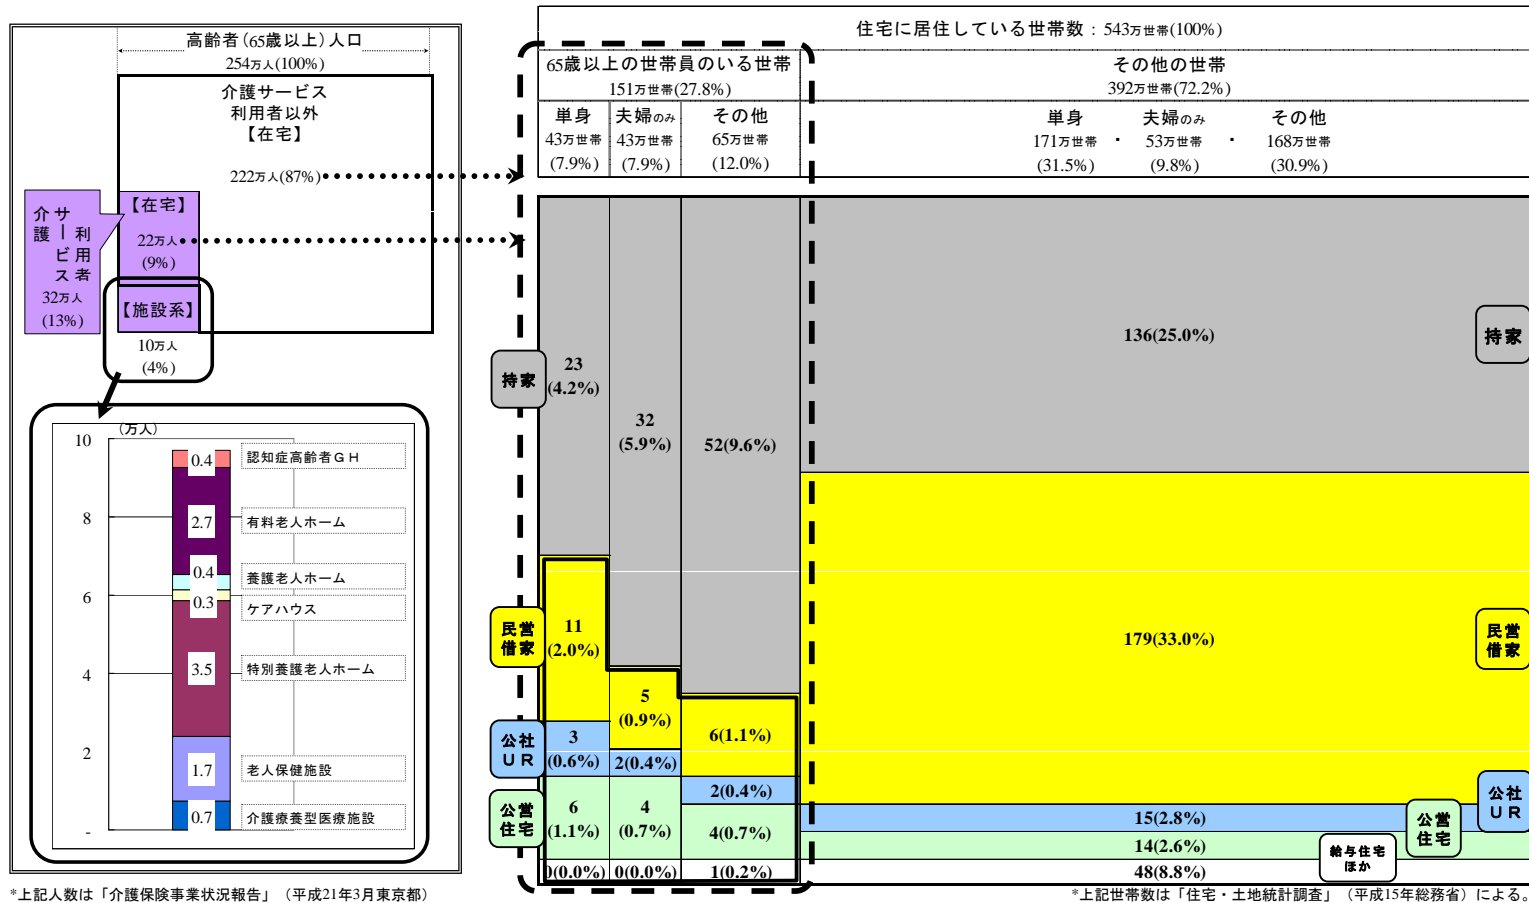 高齢者(65歳以上)人口
254万人(100%)
介護サービス
利用者以外
【在宅】
222万人(87%)
介護
サービス
利用者
32万人
(13%)
【在宅】
22万人
(9%)
【施設系】
10万人
(4%)
(万人)
10
8
6
4
2
-
0.4
認知症高齢者GH
2.7
有料老人ホーム
0.4
養護老人ホーム
0.3
ケアハウス
3.5
特別養護老人ホーム
1.7
老人保健施設
0.7
介護療養型医療施設
*上記人数は「介護保険事業状況報告」（平成21年3月東京都）
住宅に居住している世帯数：543万世帯(100%)
65歳以上の世帯員のいる世帯
151万世帯(27.8%)
その他の世帯
392万世帯(72.2%)
単身
43万世帯
(7.9%)
夫婦のみ
43万世帯
(7.9%)
その他
65万世帯
(12.0%)
単身
171万世帯
(31.5%)
・
夫婦のみ
53万世帯
(9.8%)
・
その他
168万世帯
(30.9%)
持家
23
(4.2%)
32
(5.9%)
52(9.6%)
136(25.0%)
持家
民営
借家
11
(2.0%)
5
(0.9%)
6(1.1%)
179(33.0%)
民営
借家
公社
UR
3
(0.6%)
2(0.4%)
2(0.4%)
15(2.8%)
公社
UR
公営
住宅
6
(1.1%)
4
(0.7%)
4(0.7%)
14(2.6%)
公営
住宅
0(0.0%)
0(0.0%)
1(0.2%)
48(8.8%)
給与住宅
ほか
*上記世帯数は「住宅・土地統計調査」（平成15年総務省）による。